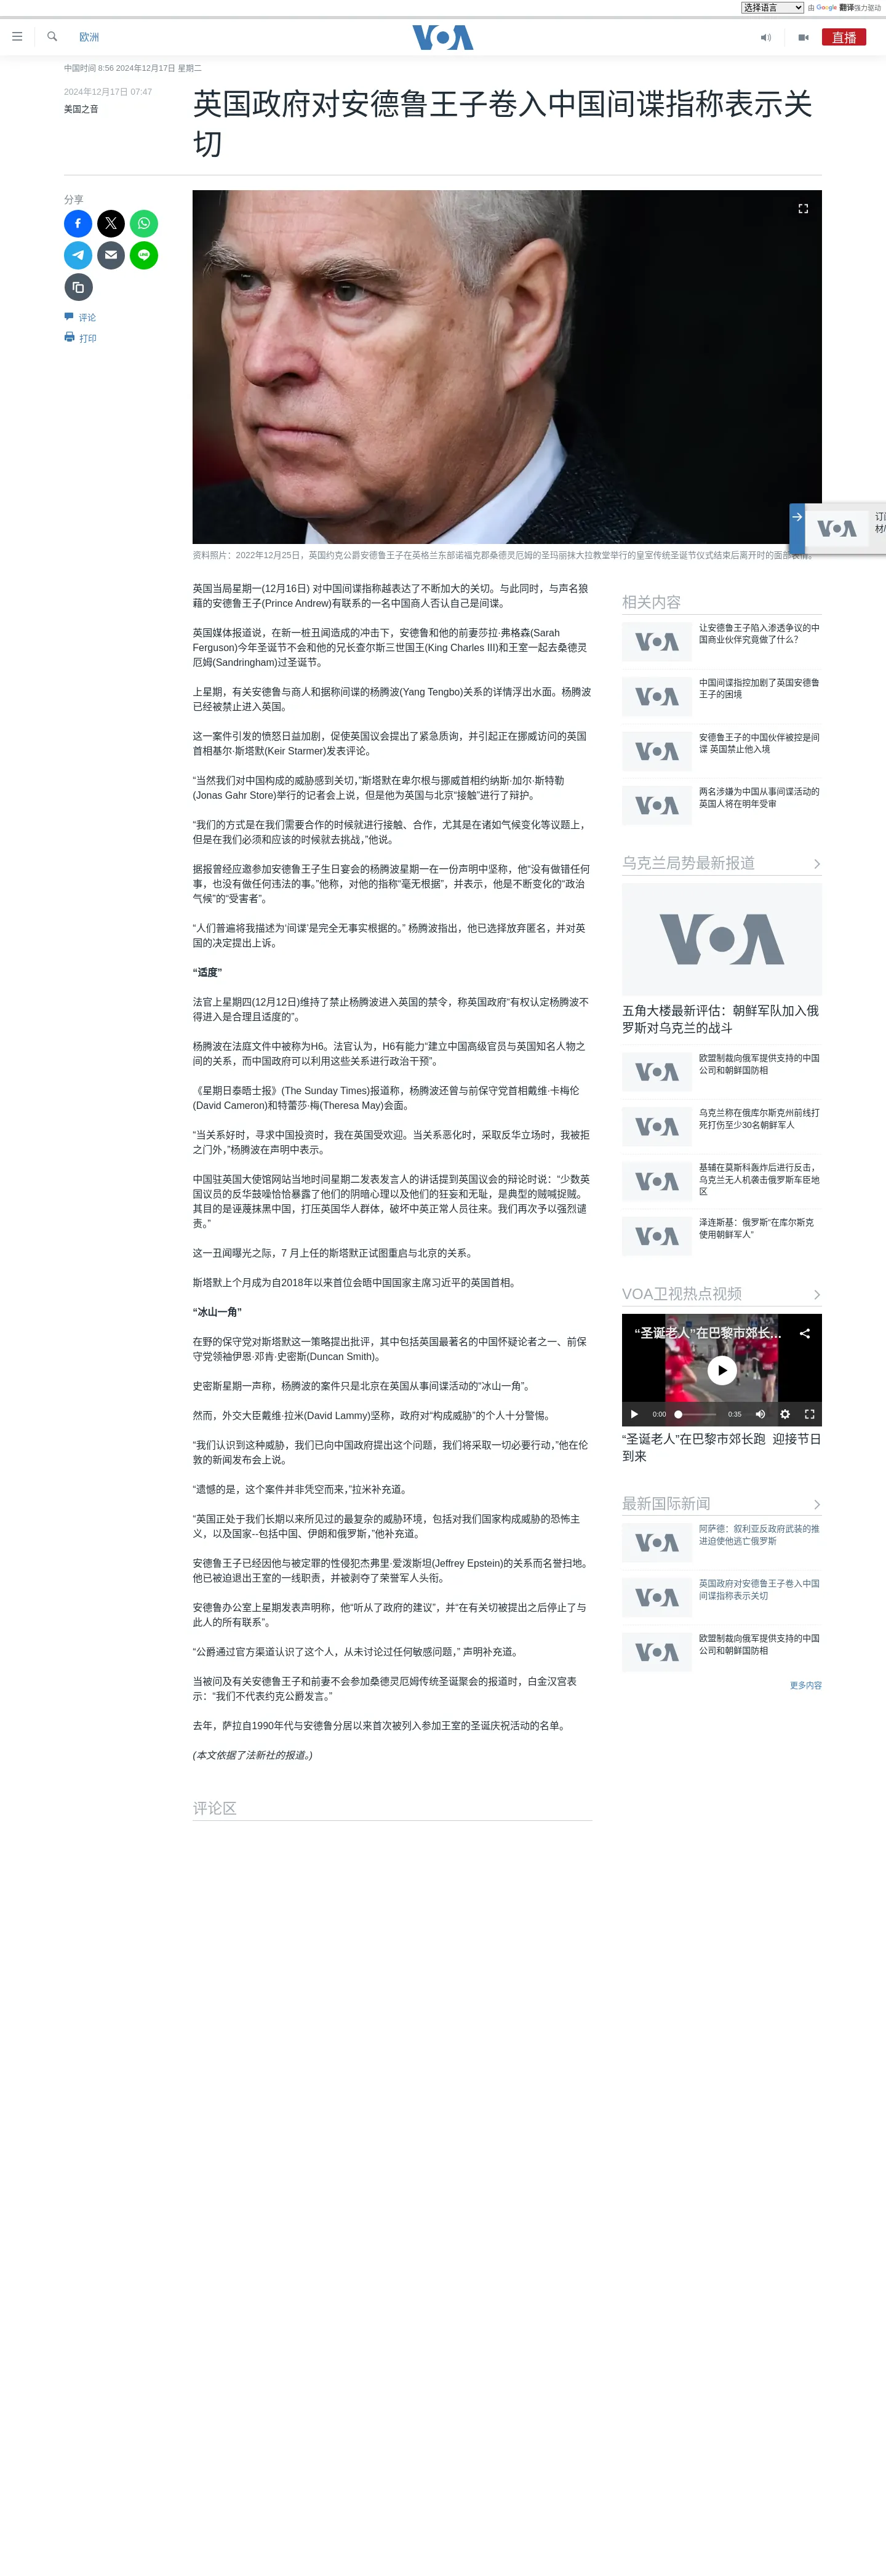 选择语言
由 Google 翻译强力驱动
欧洲
VOA
直播
中国时间 8:56 2024年12月17日 星期二
2024年12月17日 07:47
美国之音
英国政府对安德鲁王子卷入中国间谍指称表示关
切
分享
评论
打印
资料照片：2022年12月25日，英国约克公爵安德鲁王子在英格兰东部诺福克郡桑德灵厄姆的圣玛丽抹大拉教堂举行的皇室传统圣诞节仪式结束后离开时的面部表情。
VOA
英国当局星期一(12月16日) 对中国间谍指称越表达了不断加大的关切。与此同时，与声名狼
藉的安德鲁王子(Prince Andrew)有联系的一名中国商人否认自己是间谍。
英国媒体报道说，在新一桩丑闻造成的冲击下，安德鲁和他的前妻莎拉·弗格森(Sarah
Ferguson)今年圣诞节不会和他的兄长查尔斯三世国王(King Charles III)和王室一起去桑德灵
厄姆(Sandringham)过圣诞节。
上星期，有关安德鲁与商人和据称间谍的杨腾波(Yang Tengbo)关系的详情浮出水面。杨腾波
已经被禁止进入英国。
这一案件引发的愤怒日益加剧，促使英国议会提出了紧急质询，并引起正在挪威访问的英国
首相基尔·斯塔默(Keir Starmer)发表评论。
“当然我们对中国构成的威胁感到关切，”斯塔默在卑尔根与挪威首相约纳斯·加尔·斯特勒
(Jonas Gahr Store)举行的记者会上说，但是他为英国与北京“接触”进行了辩护。
“我们的方式是在我们需要合作的时候就进行接触、合作，尤其是在诸如气候变化等议题上，
但是在我们必须和应该的时候就去挑战，”他说。
据报曾经应邀参加安德鲁王子生日宴会的杨腾波星期一在一份声明中坚称，他“没有做错任何
事，也没有做任何违法的事。”他称，对他的指称“毫无根据”，并表示，他是不断变化的“政治
气候”的“受害者”。
“人们普遍将我描述为‘间谍’是完全无事实根据的。” 杨腾波指出，他已选择放弃匿名，并对英
国的决定提出上诉。
“适度”
法官上星期四(12月12日)维持了禁止杨腾波进入英国的禁令，称英国政府“有权认定杨腾波不
得进入是合理且适度的”。
杨腾波在法庭文件中被称为H6。法官认为，H6有能力“建立中国高级官员与英国知名人物之
间的关系，而中国政府可以利用这些关系进行政治干预”。
《星期日泰晤士报》(The Sunday Times)报道称，杨腾波还曾与前保守党首相戴维·卡梅伦
(David Cameron)和特蕾莎·梅(Theresa May)会面。
“当关系好时，寻求中国投资时，我在英国受欢迎。当关系恶化时，采取反华立场时，我被拒
之门外，”杨腾波在声明中表示。
中国驻英国大使馆网站当地时间星期二发表发言人的讲话提到英国议会的辩论时说：“少数英
国议员的反华鼓噪恰恰暴露了他们的阴暗心理以及他们的狂妄和无耻，是典型的贼喊捉贼。
其目的是诬蔑抹黑中国，打压英国华人群体，破坏中英正常人员往来。我们再次予以强烈谴
责。”
这一丑闻曝光之际，7 月上任的斯塔默正试图重启与北京的关系。
斯塔默上个月成为自2018年以来首位会晤中国国家主席习近平的英国首相。
“冰山一角”
在野的保守党对斯塔默这一策略提出批评，其中包括英国最著名的中国怀疑论者之一、前保
守党领袖伊恩·邓肯·史密斯(Duncan Smith)。
史密斯星期一声称，杨腾波的案件只是北京在英国从事间谍活动的“冰山一角”。
然而，外交大臣戴维·拉米(David Lammy)坚称，政府对“构成威胁”的个人十分警惕。
“我们认识到这种威胁，我们已向中国政府提出这个问题，我们将采取一切必要行动，”他在伦
敦的新闻发布会上说。
“遗憾的是，这个案件并非凭空而来，”拉米补充道。
“英国正处于我们长期以来所见过的最复杂的威胁环境，包括对我们国家构成威胁的恐怖主
义，以及国家--包括中国、伊朗和俄罗斯，”他补充道。
安德鲁王子已经因他与被定罪的性侵犯杰弗里·爱泼斯坦(Jeffrey Epstein)的关系而名誉扫地。
他已被迫退出王室的一线职责，并被剥夺了荣誉军人头衔。
安德鲁办公室上星期发表声明称，他“听从了政府的建议”，并“在有关切被提出之后停止了与
此人的所有联系”。
“公爵通过官方渠道认识了这个人，从未讨论过任何敏感问题，” 声明补充道。
当被问及有关安德鲁王子和前妻不会参加桑德灵厄姆传统圣诞聚会的报道时，白金汉宫表
示：“我们不代表约克公爵发言。”
去年，萨拉自1990年代与安德鲁分居以来首次被列入参加王室的圣诞庆祝活动的名单。
(本文依据了法新社的报道。)
评论区
相关内容
VOA
让安德鲁王子陷入渗透争议的中
国商业伙伴究竟做了什么？
VOA
中国间谍指控加剧了英国安德鲁
王子的困境
VOA
安德鲁王子的中国伙伴被控是间
谍 英国禁止他入境
VOA
两名涉嫌为中国从事间谍活动的
英国人将在明年受审
乌克兰局势最新报道
VOA
五角大楼最新评估：朝鲜军队加入俄
罗斯对乌克兰的战斗
VOA
欧盟制裁向俄军提供支持的中国
公司和朝鲜国防相
VOA
乌克兰称在俄库尔斯克州前线打
死打伤至少30名朝鲜军人
VOA
基辅在莫斯科轰炸后进行反击，
乌克兰无人机袭击俄罗斯车臣地
区
VOA
泽连斯基：俄罗斯“在库尔斯克
使用朝鲜军人”
VOA卫视热点视频
“圣诞老人”在巴黎市郊长...
0:00
0:35
“圣诞老人”在巴黎市郊长跑 迎接节日
到来
最新国际新闻
VOA
阿萨德：叙利亚反政府武装的推
进迫使他逃亡俄罗斯
VOA
英国政府对安德鲁王子卷入中国
间谍指称表示关切
VOA
欧盟制裁向俄军提供支持的中国
公司和朝鲜国防相
更多内容